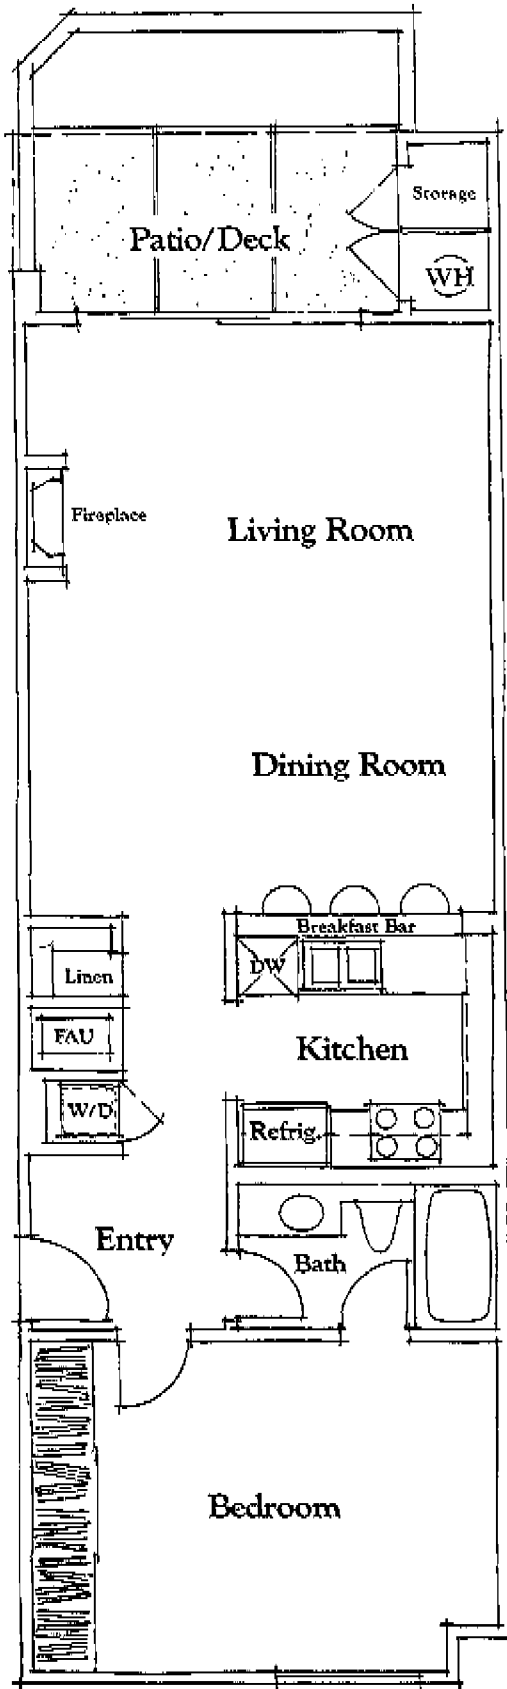 Storage
Patio/Deck
WH
Fireplace
Living Room
Dining Room
Breakfast Bar
DW
Linen
FAU
Kitchen
W/D
Refrig.
Entry
Bath
Bedroom